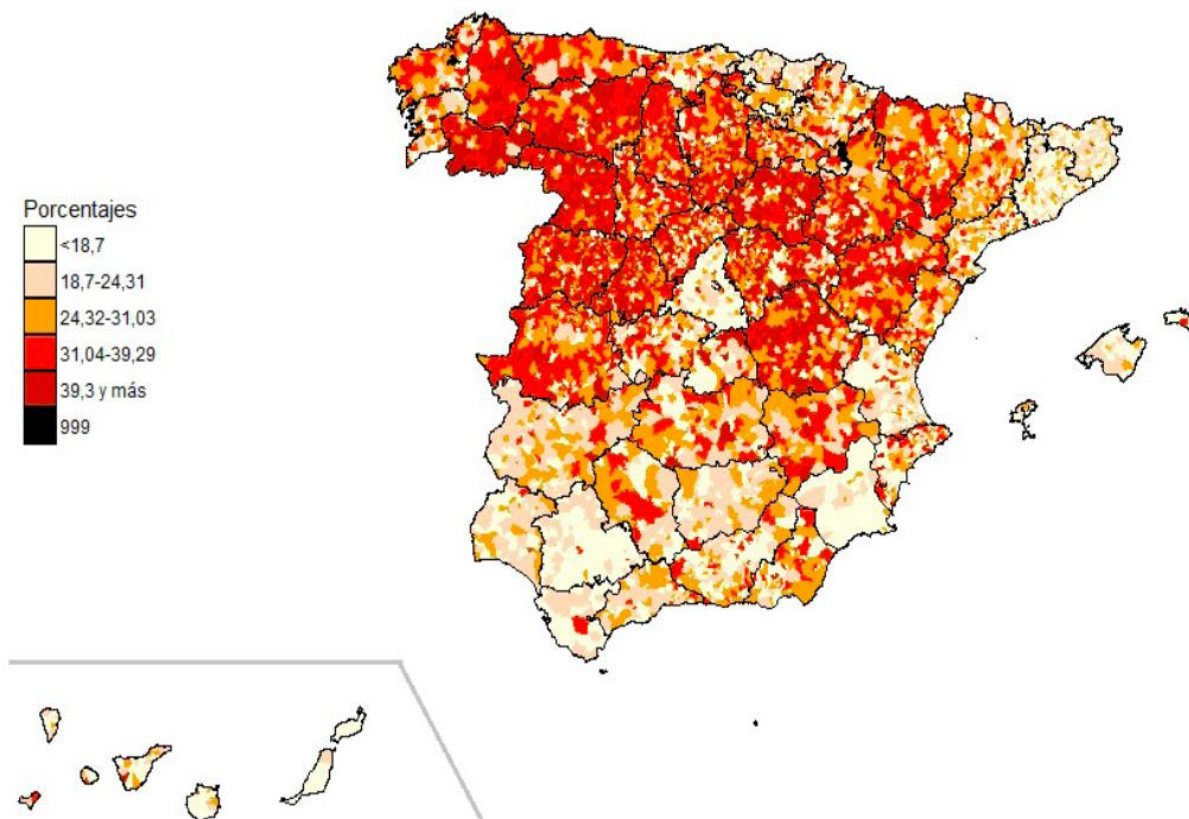 Porcentajes
<18,7
18,7-24,31
24,32-31,03
31,04-39,29
39,3 y más
999